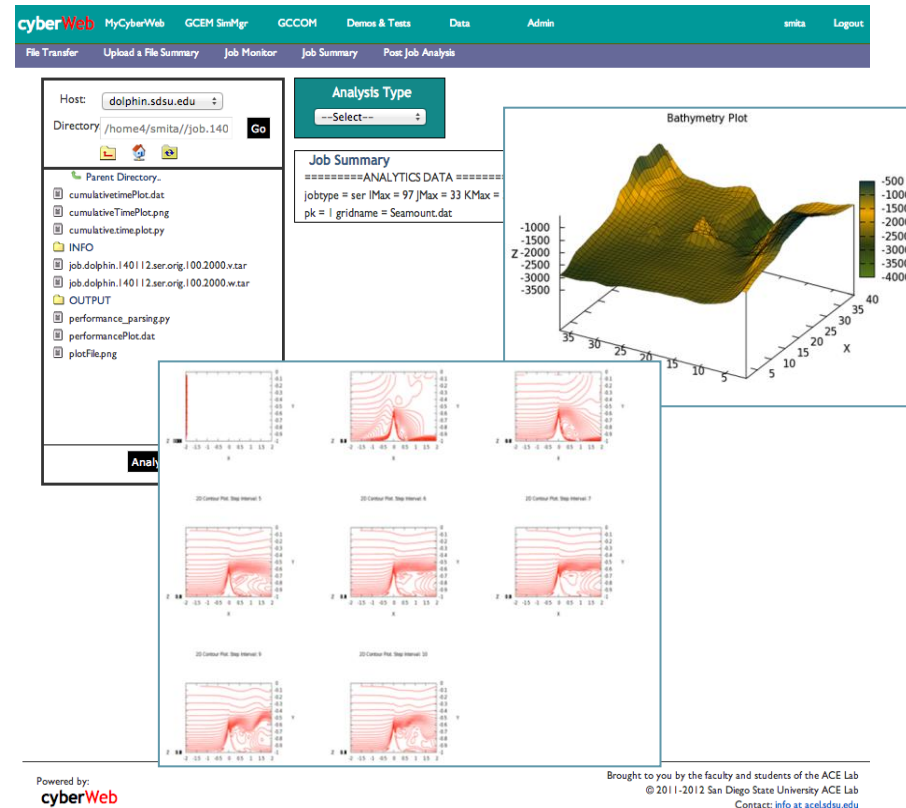 cyberWeb MyCyberWeb GCEM SimMgr GCCOM Demos & Tests Data Admin smita Logout
File Transfer Upload a File Summary Job Monitor Job Summary Post Job Analysis
Host: dolphin.sdsu.edu
Directory /home4/smita//job.140 Go
Parent Directory..
cumulativetimePlot.dat
cumulativeTimePlot.png
cumulative.time.plot.py
INFO
job.dolphin.140112.ser.orig.100.2000.v.tar
job.dolphin.140112.ser.orig.100.2000.w.tar
OUTPUT
performance_parsing.py
performancePlot.dat
plotFile.png
Analy
Analysis Type
--Select--
Job Summary
=========ANALYTICS DATA ========
jobtype = ser IMax = 97 JMax = 33 KMax =
pk = 1 gridname = Seamount.dat
Bathymetry Plot
-500
-1000
-1500
-2000
-2500
-3000
-3500
-4000
-1000
-1500
Z -2000
-2500
-3000
-3500
35 30 25 20 15 10 5
5 10 15 20 25 30 35 40
X
2D Contour Plot. Step Interval: 5
2D Contour Plot. Step Interval: 6
2D Contour Plot. Step Interval: 7
2D Contour Plot. Step Interval: 9
2D Contour Plot. Step Interval: 10
Powered by:
cyberWeb
Brought to you by the faculty and students of the ACE Lab
© 2011-2012 San Diego State University ACE Lab
Contact: info at acel.sdsu.edu